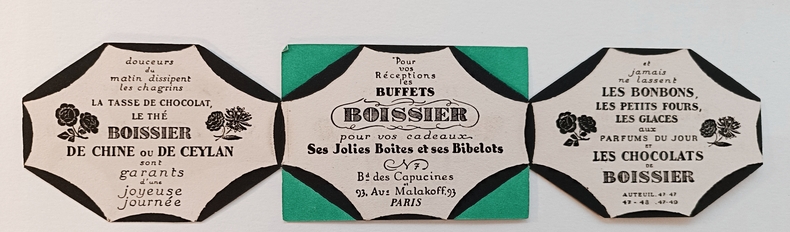 douceurs
du
matin dissipent
les chagrins
LA TASSE DE CHOCOLAT,
LE THÉ
BOISSIER
DE CHINE OU DE CEYLAN
sont
garants
d'une
joyeuse
journée
"Pour
vos
Réceptions
les
BUFFETS
BOISSIER
pour vos cadeaux
Ses Jolies Boites et ses Bibelots
N° 7
Bd des Capucines
et
93, Ave Malakoff, 93
PARIS
et
jamais
ne lassent
LES BONBONS,
LES PETITS FOURS,
LES GLACES
aux
PARFUMS DU JOUR
ET
LES CHOCOLATS
DE
BOISSIER
AUTEUIL. 47-47
47-48 . 47-49